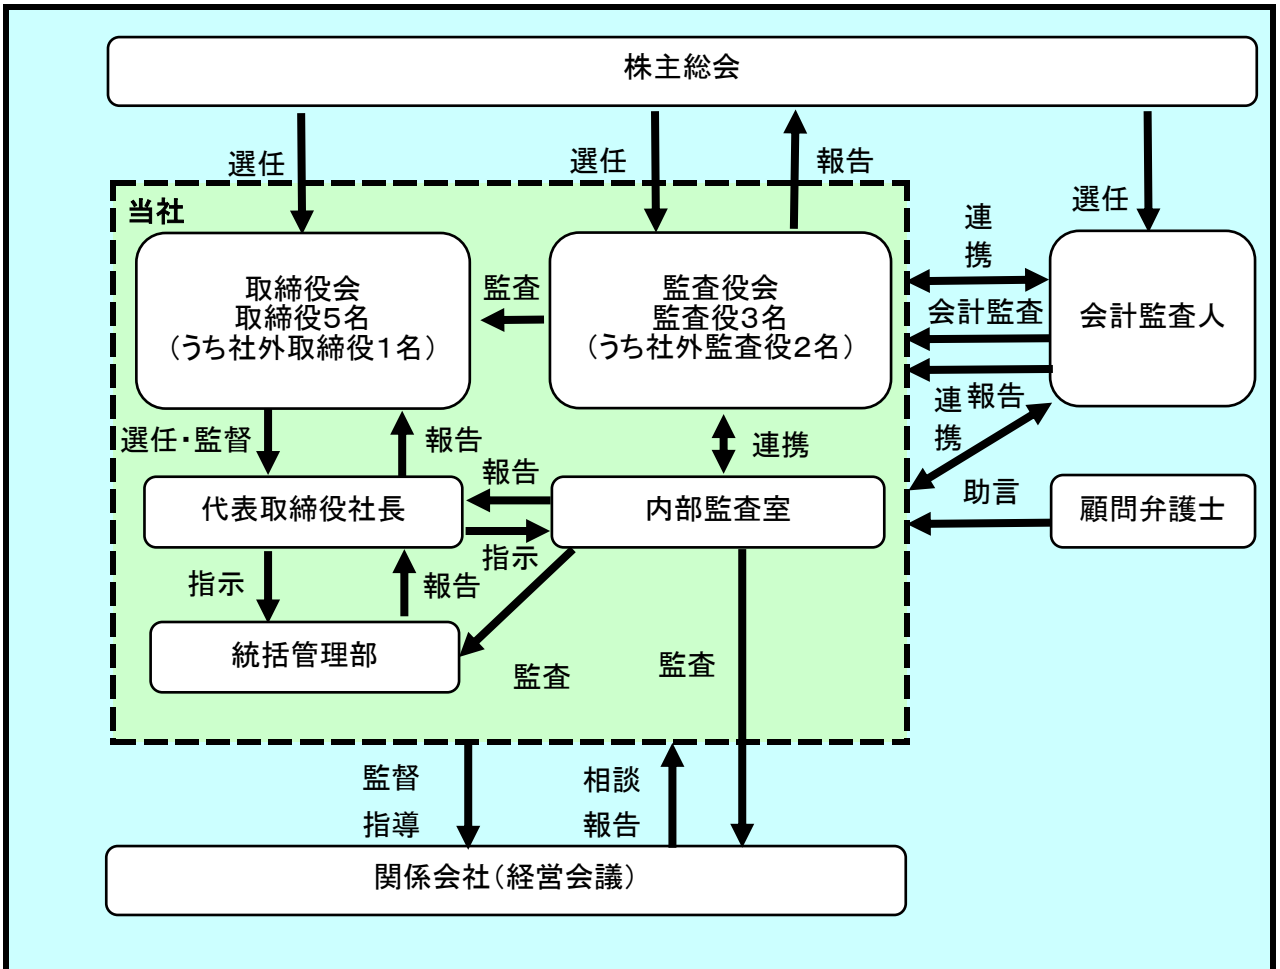 株主総会
選任
選任
報告
選任
当社
連
携
取締役会
取締役5名
(うち社外取締役1名)
監査
監査役会
監査役3名
(うち社外監査役2名)
会計監査
会計監査人
報告
連
携
選任・監督
報告
連携
報告
代表取締役社長
内部監査室
助言
顧問弁護士
指示
指示
報告
統括管理部
監査
監査
監督
指導
相談
報告
関係会社(経営会議)